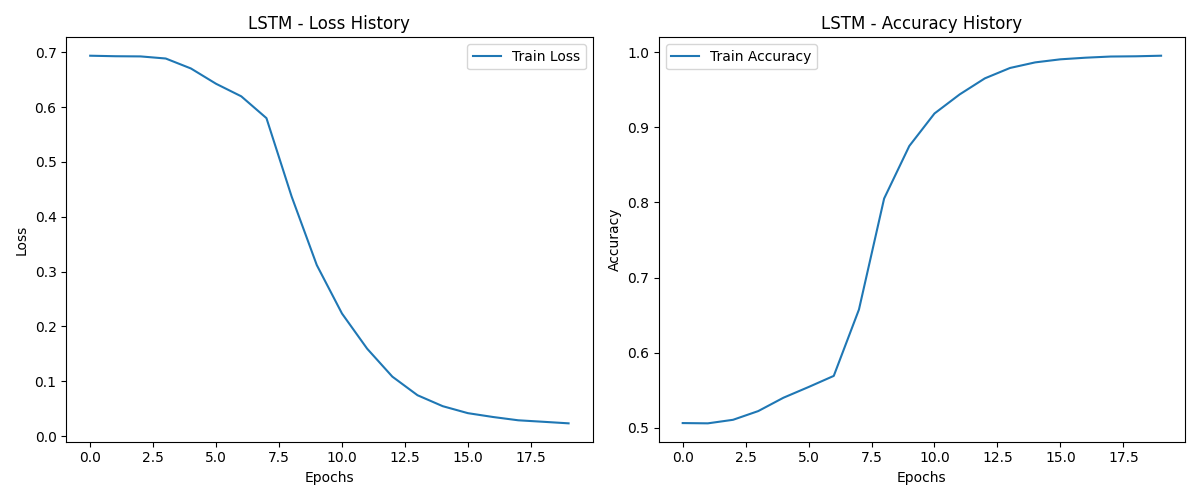 LSTM - Loss History
Train Loss
Loss
0.7
0.6
0.5
0.4
0.3
0.2
0.1
0.0
0.0 2.5 5.0 7.5 10.0 12.5 15.0 17.5
Epochs
LSTM - Accuracy History
Train Accuracy
Accuracy
1.0
0.9
0.8
0.7
0.6
0.5
0.0 2.5 5.0 7.5 10.0 12.5 15.0 17.5
Epochs